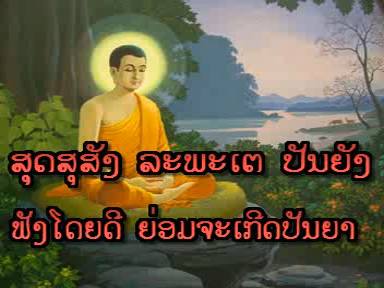 ສຸດສຸສັງ ລະພະເຕ ປັນຍັງ
ຟັງໂດຍດີ ຍ່ອມຈະເກີດປັນຍາ